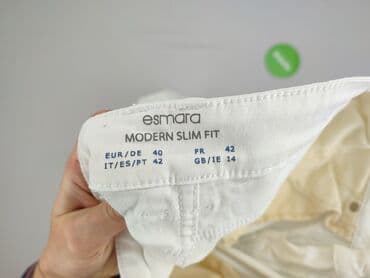 esmara
MODERN SLIM FIT
EUR/DE 40 FR 42
IT/ES/PT 42 GB/IE 14